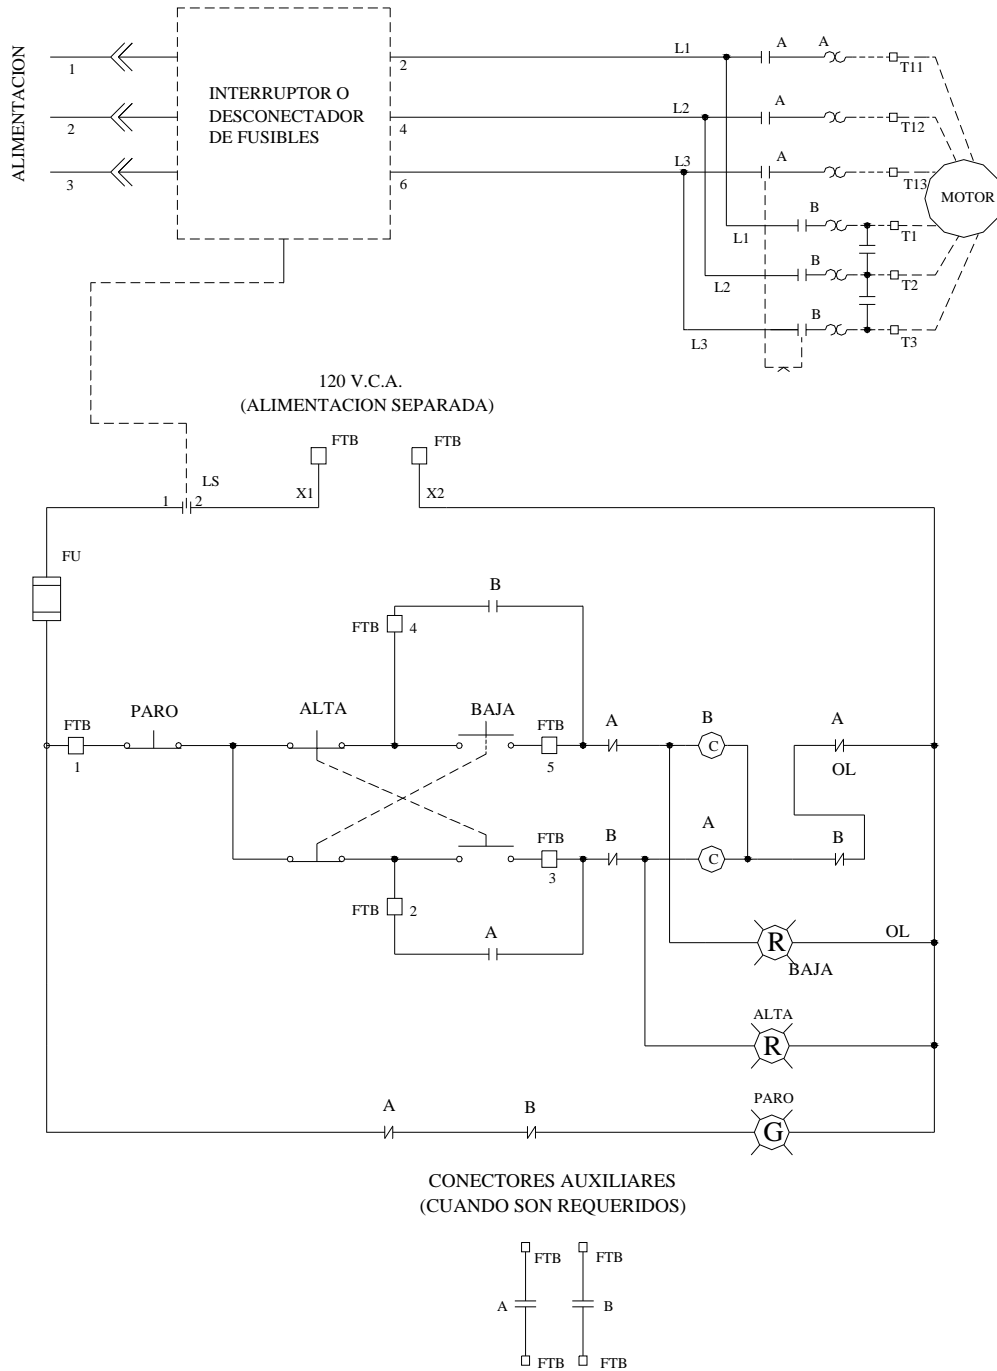 ALIMENTACION
1
2
3
INTERRUPTOR O
DESCONECTADOR
DE FUSIBLES
2
4
6
L1
A
A
T11
L2
A
T12
L3
A
T13
MOTOR
B
L1
T1
B
L2
T2
B
L3
T3
120 V.C.A.
(ALIMENTACION SEPARADA)
FTB
FTB
LS
1
2
X1
X2
FU
B
FTB
4
FTB
1
PARO
ALTA
BAJA
FTB
5
A
B
C
A
OL
FTB
3
B
A
C
B
FTB
2
A
R
BAJA
OL
ALTA
R
A
B
PARO
G
CONECTORES AUXILIARES
(CUANDO SON REQUERIDOS)
FTB
FTB
A
B
FTB
FTB